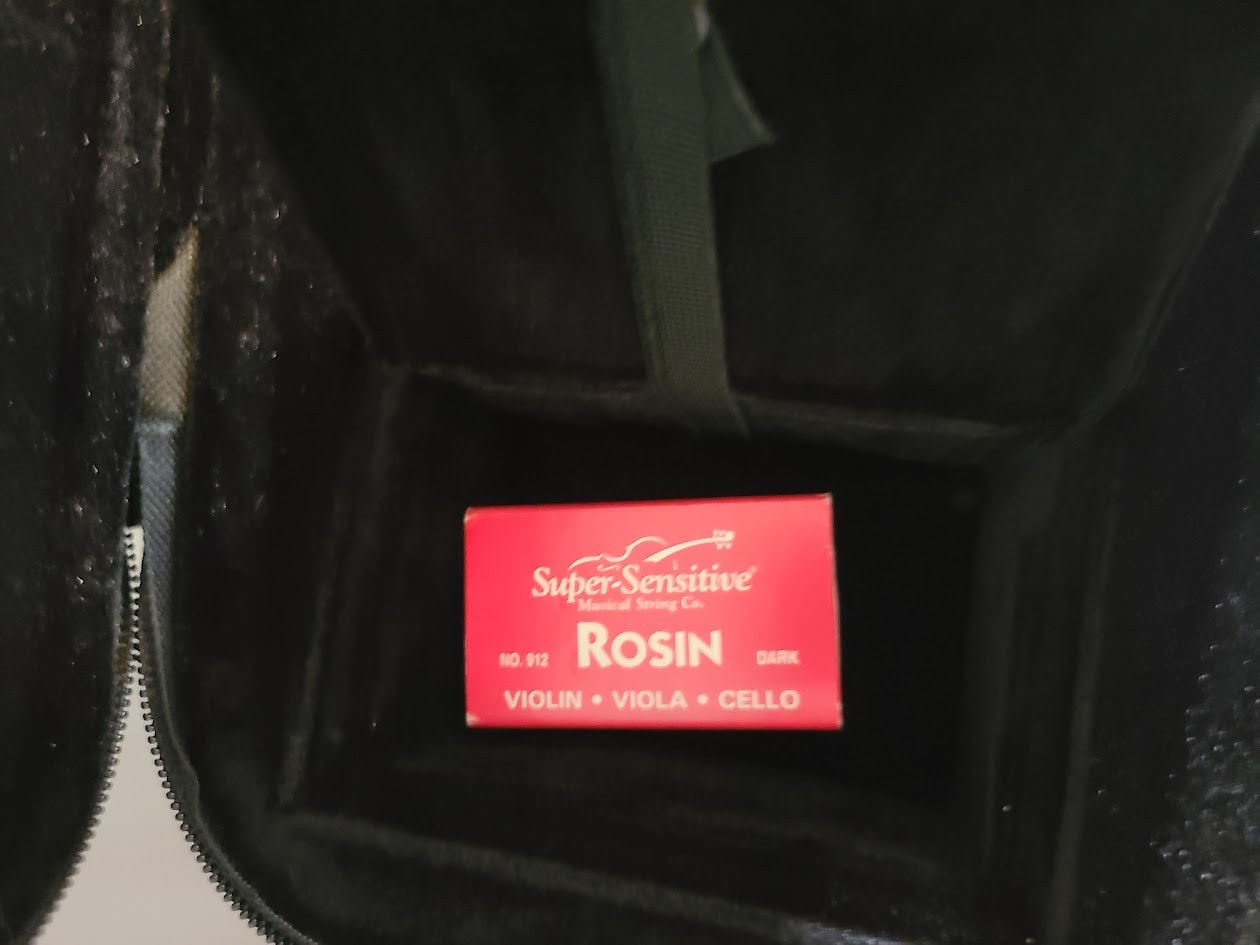 Super-Sensitive®
Musical String Co.
ROSIN
NO. 912
DARK
VIOLIN • VIOLA • CELLO